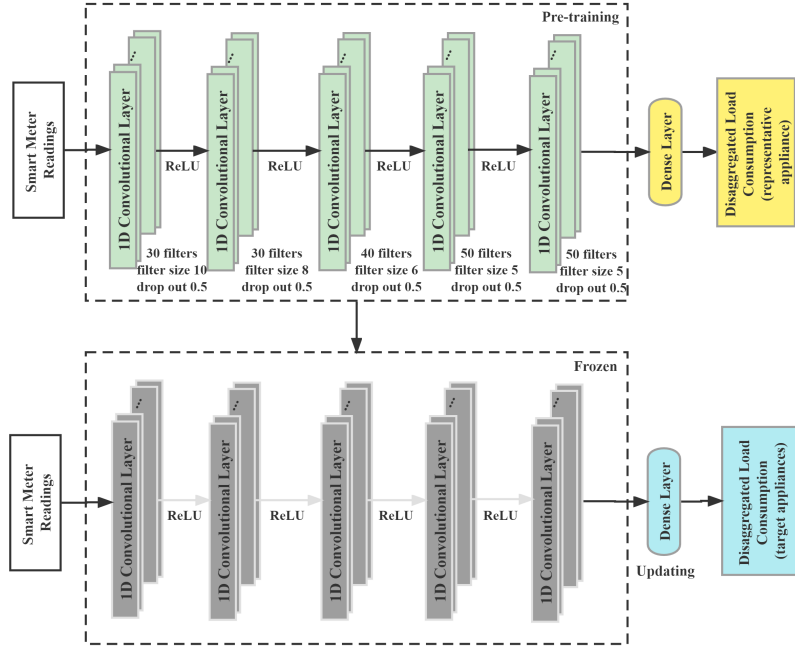 Pre-training
Smart Meter
Readings
1D Convolutional Layer
ReLU
1D Convolutional Layer
ReLU
1D Convolutional Layer
ReLU
1D Convolutional Layer
ReLU
1D Convolutional Layer
Dense Layer
Disaggregated Load
Consumption
(representative
appliance)
30 filters
filter size 10
drop out 0.5
30 filters
filter size 8
drop out 0.5
40 filters
filter size 6
drop out 0.5
50 filters
filter size 5
drop out 0.5
50 filters
filter size 5
drop out 0.5
Frozen
Smart Meter
Readings
1D Convolutional Layer
ReLU
1D Convolutional Layer
ReLU
1D Convolutional Layer
ReLU
1D Convolutional Layer
ReLU
1D Convolutional Layer
Dense Layer
Updating
Disaggregated Load
Consumption
(target appliances)